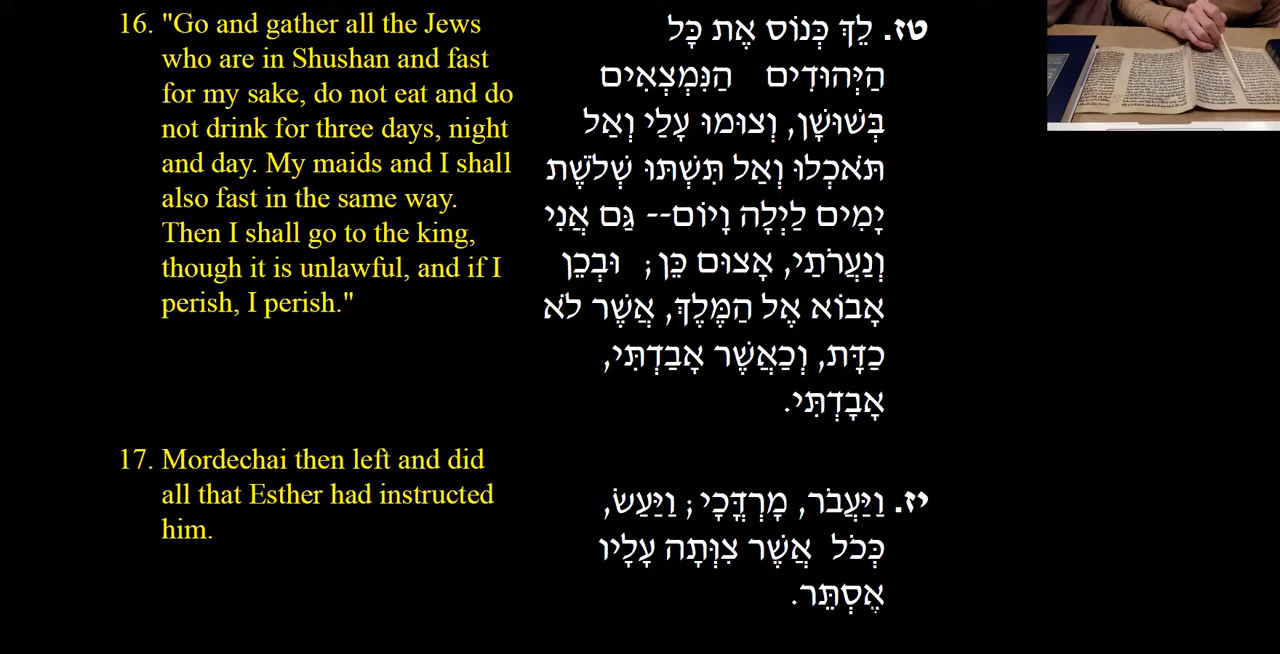 16. "Go and gather all the Jews
who are in Shushan and fast
for my sake, do not eat and do
not drink for three days, night
and day. My maids and I shall
also fast in the same way.
Then I shall go to the king,
though it is unlawful, and if I
perish, I perish."
טז. לֵךְ כְּנוֹס אֶת כָּל
הַיְּהוּדִים הַנִּמְצְאִים
בְּשׁוּשָׁן, וְצוּמוּ עָלַי וְאַל
תֹּאכְלוּ וְאַל תִּשְׁתּוּ שְׁלֹשֶׁת
יָמִים לַיְלָה וָיוֹם-- גַּם אֲנִי
וְנַעֲרֹתַי, אָצוּם כֵּן; וּבְכֵן
אָבוֹא אֶל הַמֶּלֶךְ, אֲשֶׁר לֹא
כַדָּת, וְכַאֲשֶׁר אָבַדְתִּי,
אָבָדְתִּי.
17. Mordechai then left and did
all that Esther had instructed
him.
יז. וַיַּעֲבֹר, מָרְדֳּכָי; וַיַּעַשׂ,
כְּכֹל אֲשֶׁר צִוְּתָה עָלָיו
אֶסְתֵּר.